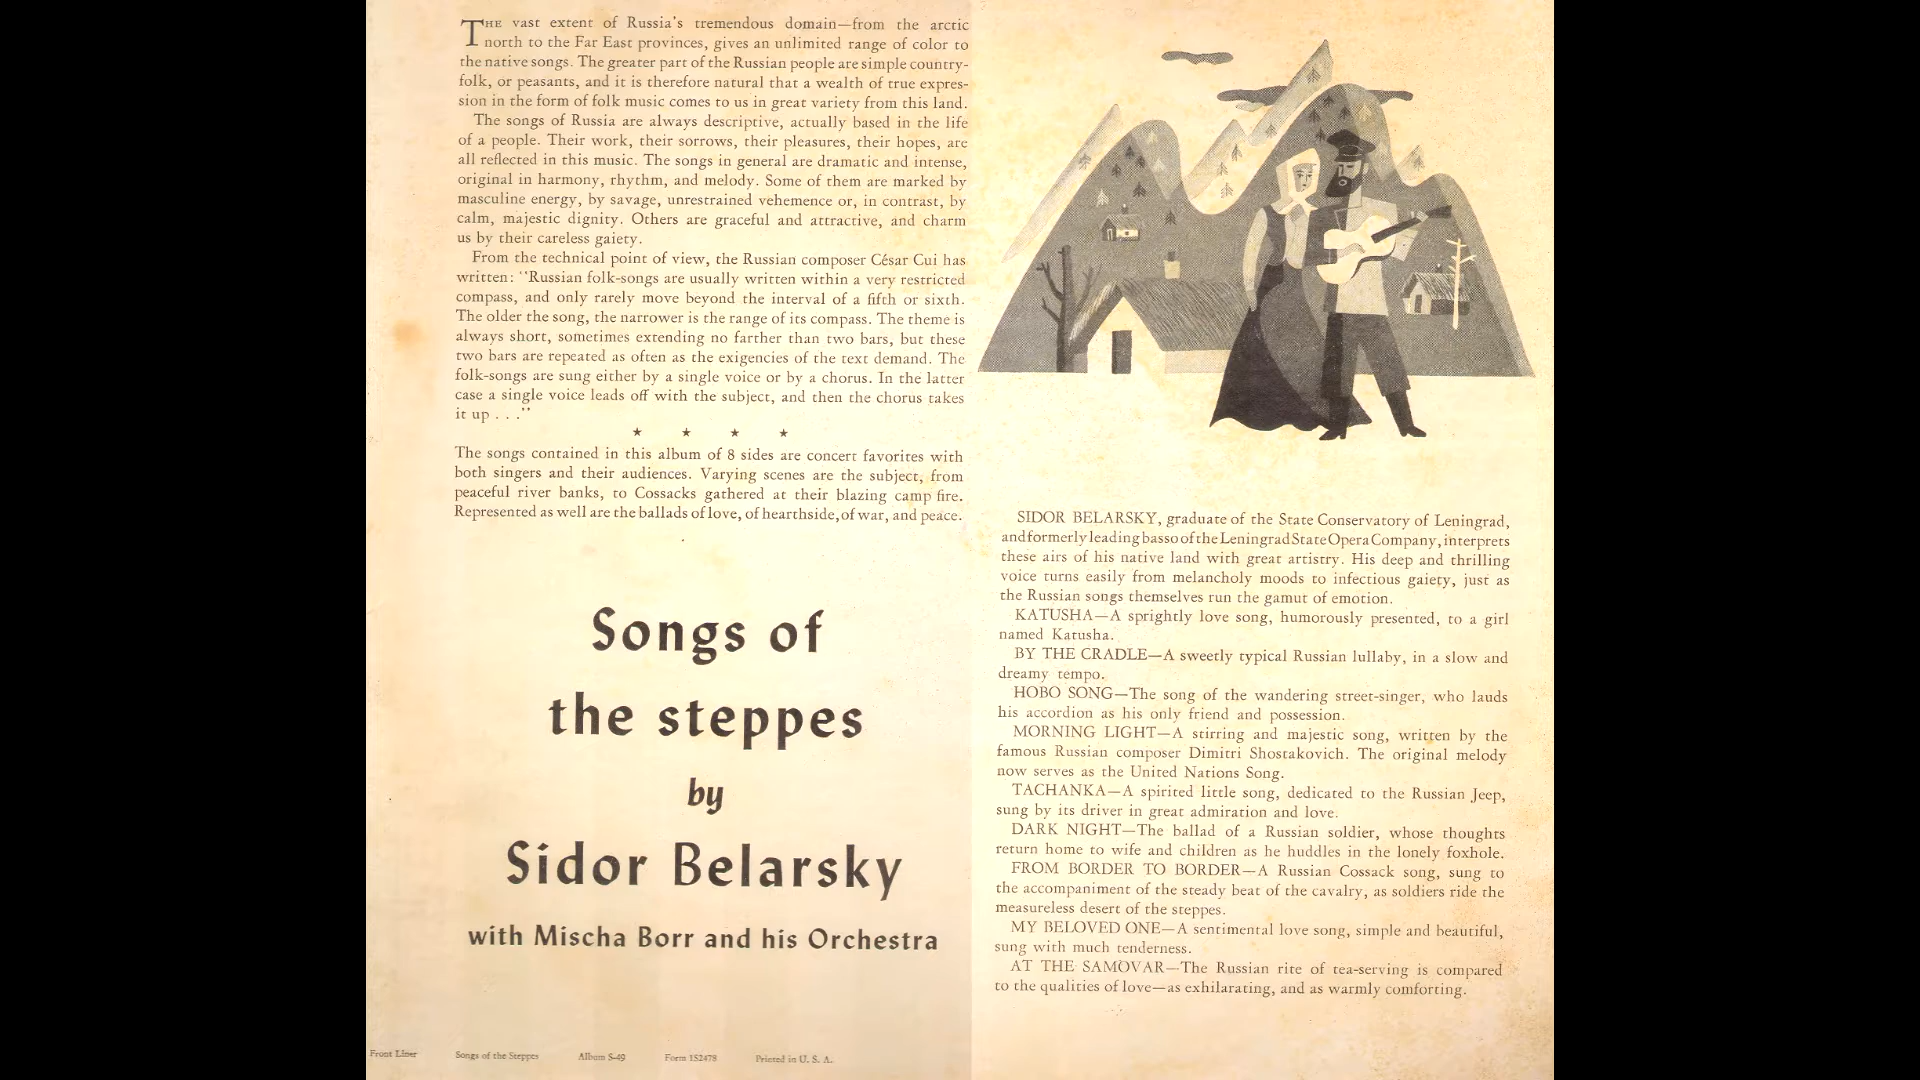 THE vast extent of Russia's tremendous domain—from the arctic
north to the Far East provinces, gives an unlimited range of color to
the native songs. The greater part of the Russian people are simple country-
folk, or peasants, and it is therefore natural that a wealth of true expres-
sion in the form of folk music comes to us in great variety from this land.
The songs of Russia are always descriptive, actually based in the life
of a people. Their work, their sorrows, their pleasures, their hopes, are
all reflected in this music. The songs in general are dramatic and intense,
original in harmony, rhythm, and melody. Some of them are marked by
masculine energy, by savage, unrestrained vehemence or, in contrast, by
calm, majestic dignity. Others are graceful and attractive, and charm
us by their careless gaiety.
From the technical point of view, the Russian composer César Cui has
written: "Russian folk-songs are usually written within a very restricted
compass, and only rarely move beyond the interval of a fifth or sixth.
The older the song, the narrower is the range of its compass. The theme is
always short, sometimes extending no farther than two bars, but these
two bars are repeated as often as the exigencies of the text demand. The
folk-songs are sung either by a single voice or by a chorus. In the latter
case a single voice leads off with the subject, and then the chorus takes
it up . . ."
★ ★ ★ ★
The songs contained in this album of 8 sides are concert favorites with
both singers and their audiences. Varying scenes are the subject, from
peaceful river banks, to Cossacks gathered at their blazing camp fire.
Represented as well are the ballads of love, of hearthside, of war, and peace.
Songs of
the steppes
by
Sidor Belarsky
with Mischa Borr and his Orchestra
SIDOR BELARSKY, graduate of the State Conservatory of Leningrad,
and formerly leading basso of the Leningrad State Opera Company, interprets
these airs of his native land with great artistry. His deep and thrilling
voice turns easily from melancholy moods to infectious gaiety, just as
the Russian songs themselves run the gamut of emotion.
KATUSHA—A sprightly love song, humorously presented, to a girl
named Katusha.
BY THE CRADLE—A sweetly typical Russian lullaby, in a slow and
dreamy tempo.
HOBO SONG—The song of the wandering street-singer, who lauds
his accordion as his only friend and possession.
MORNING LIGHT—A stirring and majestic song, written by the
famous Russian composer Dimitri Shostakovich. The original melody
now serves as the United Nations Song.
TACHANKA—A spirited little song, dedicated to the Russian Jeep,
sung by its driver in great admiration and love.
DARK NIGHT—The ballad of a Russian soldier, whose thoughts
return home to wife and children as he huddles in the lonely foxhole.
FROM BORDER TO BORDER—A Russian Cossack song, sung to
the accompaniment of the steady beat of the cavalry, as soldiers ride the
measureless desert of the steppes.
MY BELOVED ONE—A sentimental love song, simple and beautiful,
sung with much tenderness.
AT THE SAMOVAR—The Russian rite of tea-serving is compared
to the qualities of love—as exhilarating, and as warmly comforting.
Front Liner Songs of the Steppes Album S-49 Form 1S2478 Printed in U. S. A.